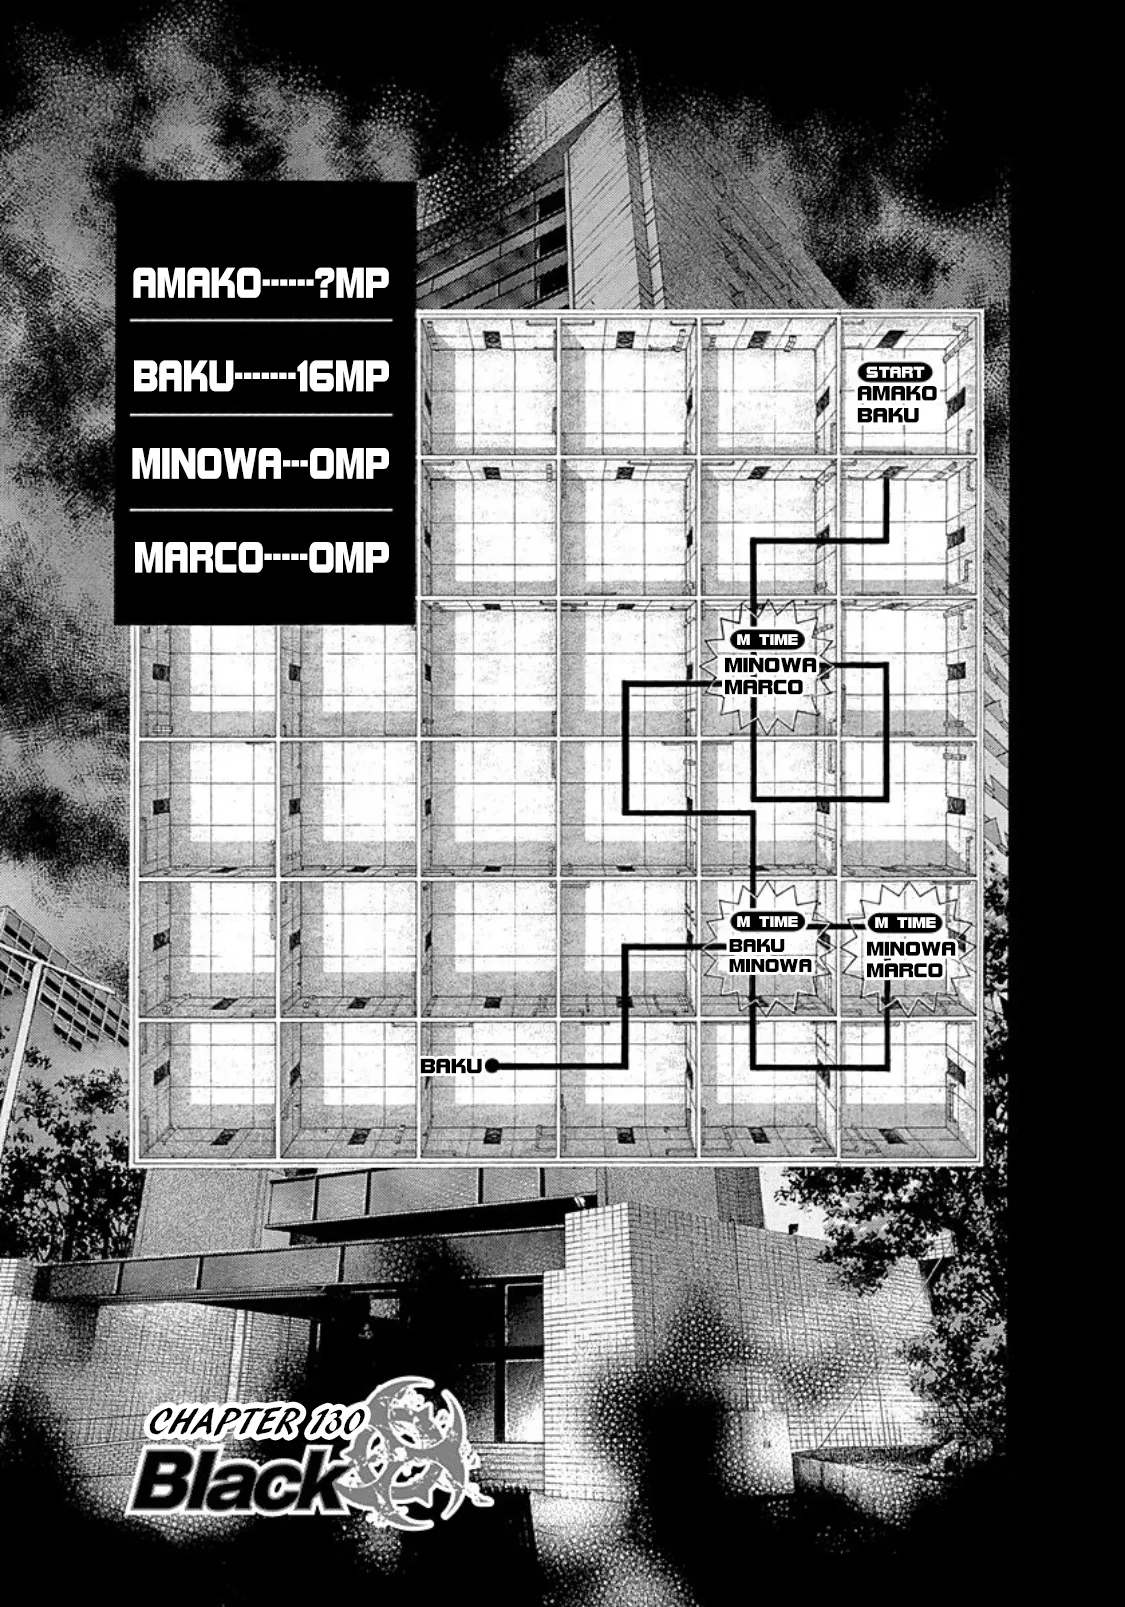 AMAKO······?MP
BAKU·······16MP
MINOWA···0MP
MARCO·····0MP
START
AMAKO
BAKU
M TIME
MINOWA
MARCO
M TIME
BAKU
MINOWA
M TIME
MINOWA
MARCO
BAKU
CHAPTER 130
Black